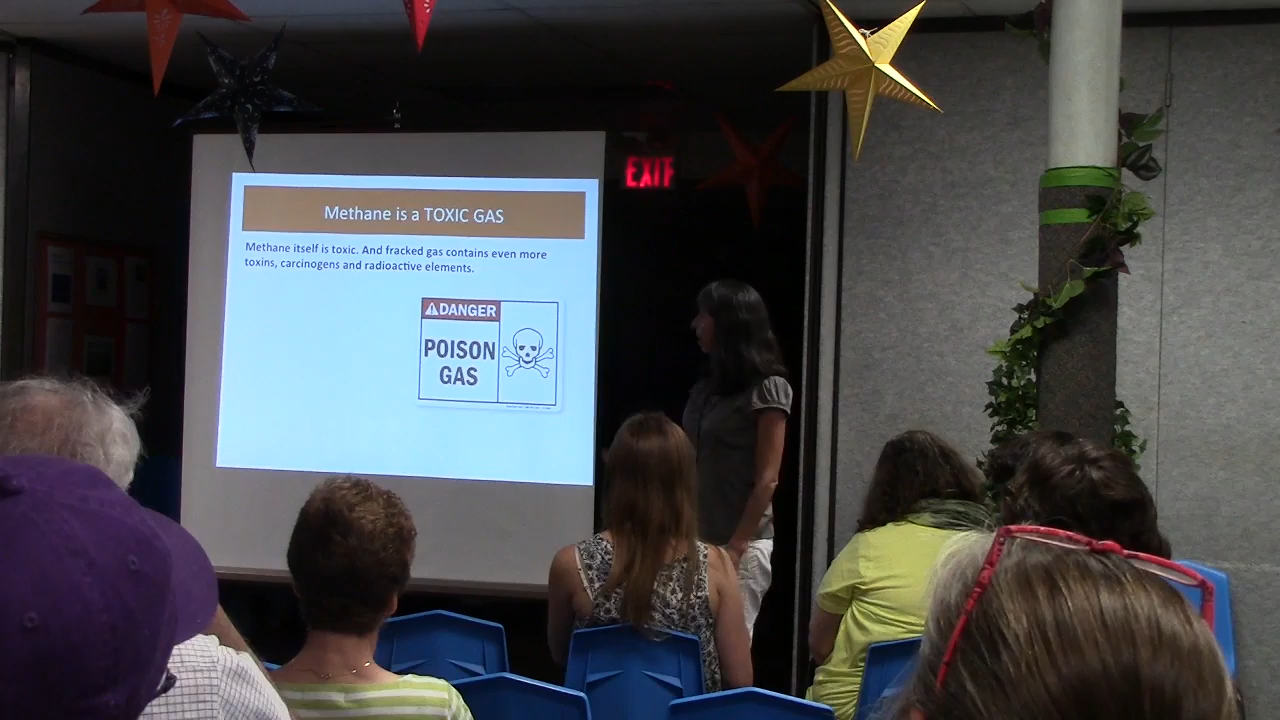 EXIT
Methane is a TOXIC GAS
Methane itself is toxic. And fracked gas contains even more
toxins, carcinogens and radioactive elements.
DANGER
POISON
GAS